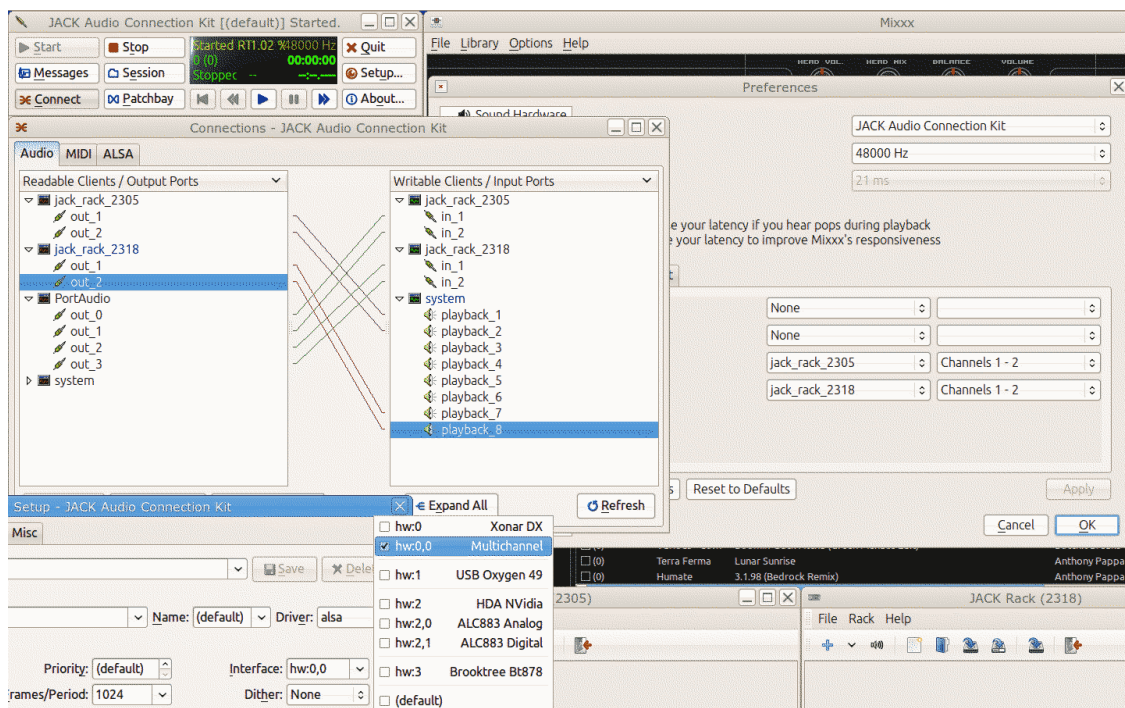 JACK Audio Connection Kit [(default)] Started.
Start
Stop
Started RT1.02 %48000 Hz
Quit
0 (0) 00:00:00
Messages
Session
Setup...
Connect
Patchbay
About...
Mixxx
File Library Options Help
HEAD VOL. HEAD MIX BALANCE VOLUME
Preferences
Sound Hardware
JACK Audio Connection Kit
48000 Hz
21 ms
e your latency if you hear pops during playback
your latency to improve Mixxx's responsiveness
None
None
jack_rack_2305 Channels 1 - 2
jack_rack_2318 Channels 1 - 2
Reset to Defaults
Apply
Cancel
OK
Connections - JACK Audio Connection Kit
Audio MIDI ALSA
Readable Clients / Output Ports
jack_rack_2305
out_1
out_2
jack_rack_2318
out_1
out_2
PortAudio
out_0
out_1
out_2
out_3
system
Writable Clients / Input Ports
jack_rack_2305
in_1
in_2
jack_rack_2318
in_1
in_2
system
playback_1
playback_2
playback_3
playback_4
playback_5
playback_6
playback_7
playback_8
Expand All
Refresh
Setup - JACK Audio Connection Kit
Misc
Save
Name: (default) Driver: alsa
Priority: (default) Interface: hw:0,0
rames/Period: 1024 Dither: None
hw:0 Xonar DX
hw:0,0 Multichannel
hw:1 USB Oxygen 49
hw:2 HDA NVidia
hw:2,0 ALC883 Analog
hw:2,1 ALC883 Digital
hw:3 Brooktree Bt878
(default)
(0) Terra Ferma Lunar Sunrise Anthony Pappa
(0) Humate 3.1.98 (Bedrock Remix) Anthony Pappa
2305)
JACK Rack (2318)
File Rack Help